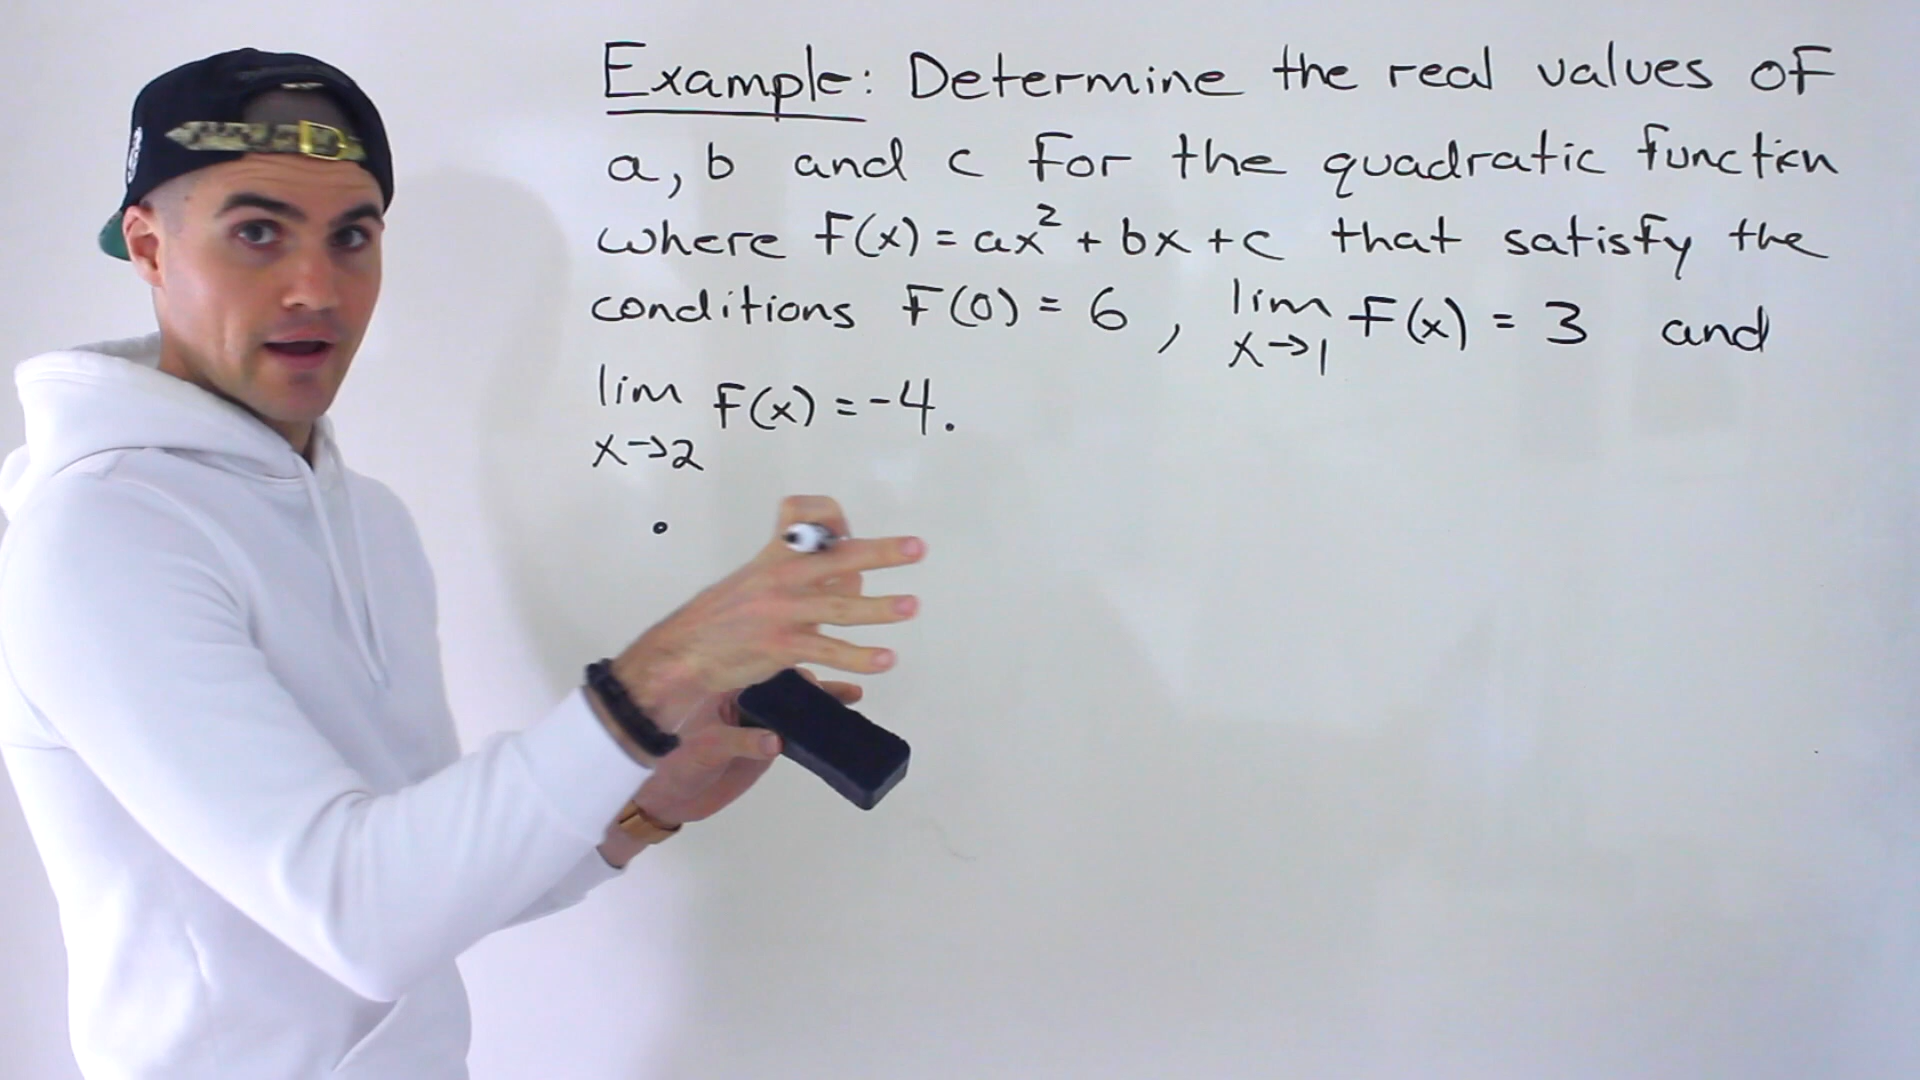 Example: Determine the real values of
a, b and c for the quadratic function
where f(x) = ax² + bx + c that satisfy the
conditions f(0) = 6, lim x→1 f(x) = 3 and
lim x→2 f(x) = -4.